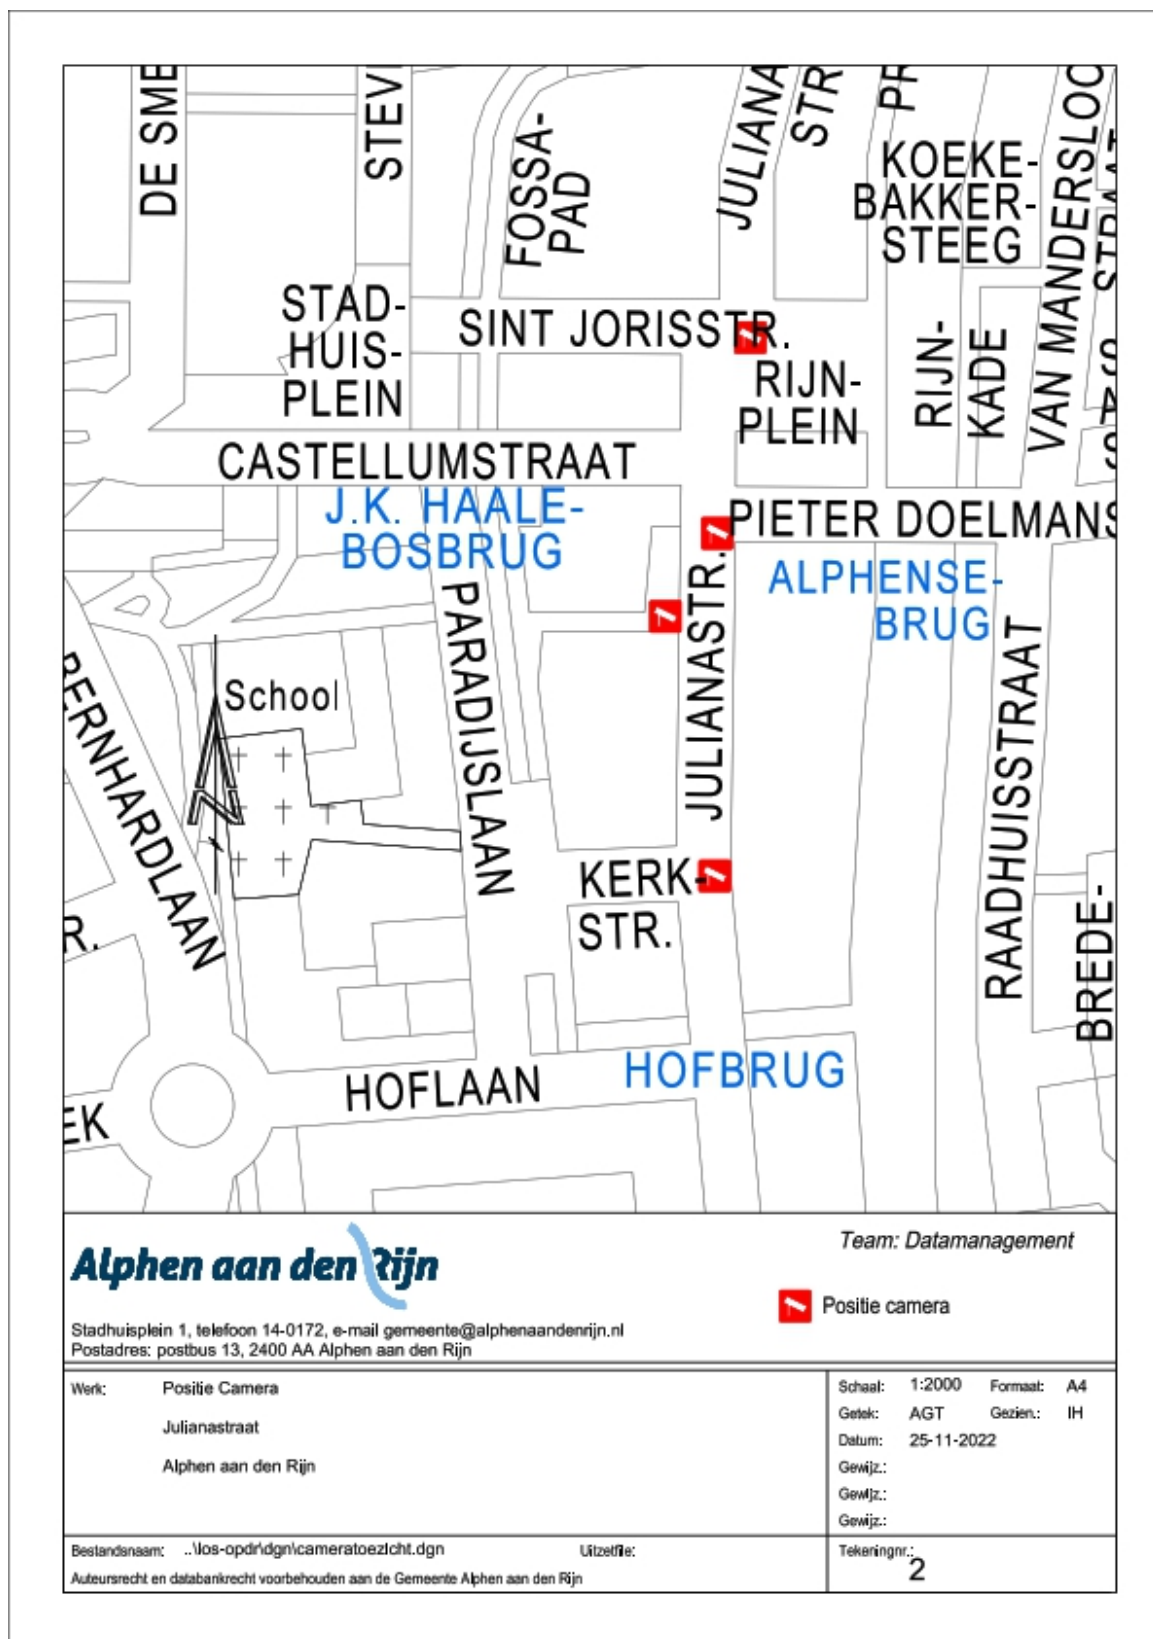 DE SME
STEV
FOSSA-
PAD
JULIANA
STR
PR
KOEKE-
BAKKER-
STEEG
VAN MANDERSLOO
STAD-
HUIS-
PLEIN
SINT JORISSTR.
RIJN-
PLEIN
RIJN-
KADE
CASTELLUMSTRAAT
J.K. HAALE-
BOSBRUG
PIETER DOELMANS
ALPHENSE-
BRUG
JULIANASTR.
PARADIJSLAAN
School
BERNHARDLAAN
RAADHUISSTRAAT
KERK-
STR.
R.
BREDE-
HOFBRUG
HOFLAAN
EK
Alphen aan den Rijn
Team: Datamanagement
Positie camera
Stadhuisplein 1, telefoon 14-0172, e-mail gemeente@alphenaandenrijn.nl
Postadres: postbus 13, 2400 AA Alphen aan den Rijn
Werk: Positie Camera
Julianastraat
Alphen aan den Rijn
Schaal: 1:2000 Formaat: A4
Getek: AGT Gezien.: IH
Datum: 25-11-2022
Gewijz.:
Gewijz.:
Gewijz.:
Bestandsnaam: ..\los-opdr\dgn\cameratoezicht.dgn Uitzetfile:
Auteursrecht en databankrecht voorbehouden aan de Gemeente Alphen aan den Rijn
Tekeningnr.:
2